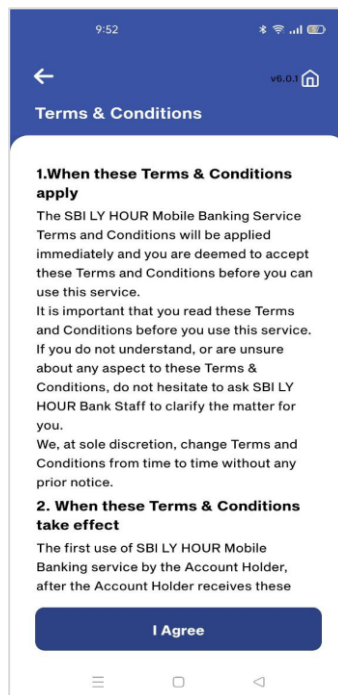 9:52
v6.0.1
Terms & Conditions
1.When these Terms & Conditions
apply
The SBI LY HOUR Mobile Banking Service
Terms and Conditions will be applied
immediately and you are deemed to accept
these Terms and Conditions before you can
use this service.
It is important that you read these Terms
and Conditions before you use this service.
If you do not understand, or are unsure
about any aspect to these Terms &
Conditions, do not hesitate to ask SBI LY
HOUR Bank Staff to clarify the matter for
you.
We, at sole discretion, change Terms and
Conditions from time to time without any
prior notice.
2. When these Terms & Conditions
take effect
The first use of SBI LY HOUR Mobile
Banking service by the Account Holder,
after the Account Holder receives these
I Agree